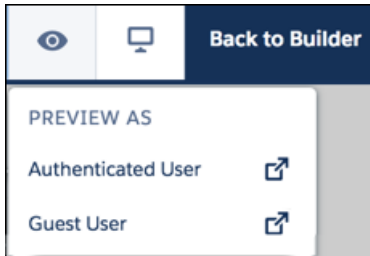 Back to Builder
PREVIEW AS
Authenticated User
Guest User